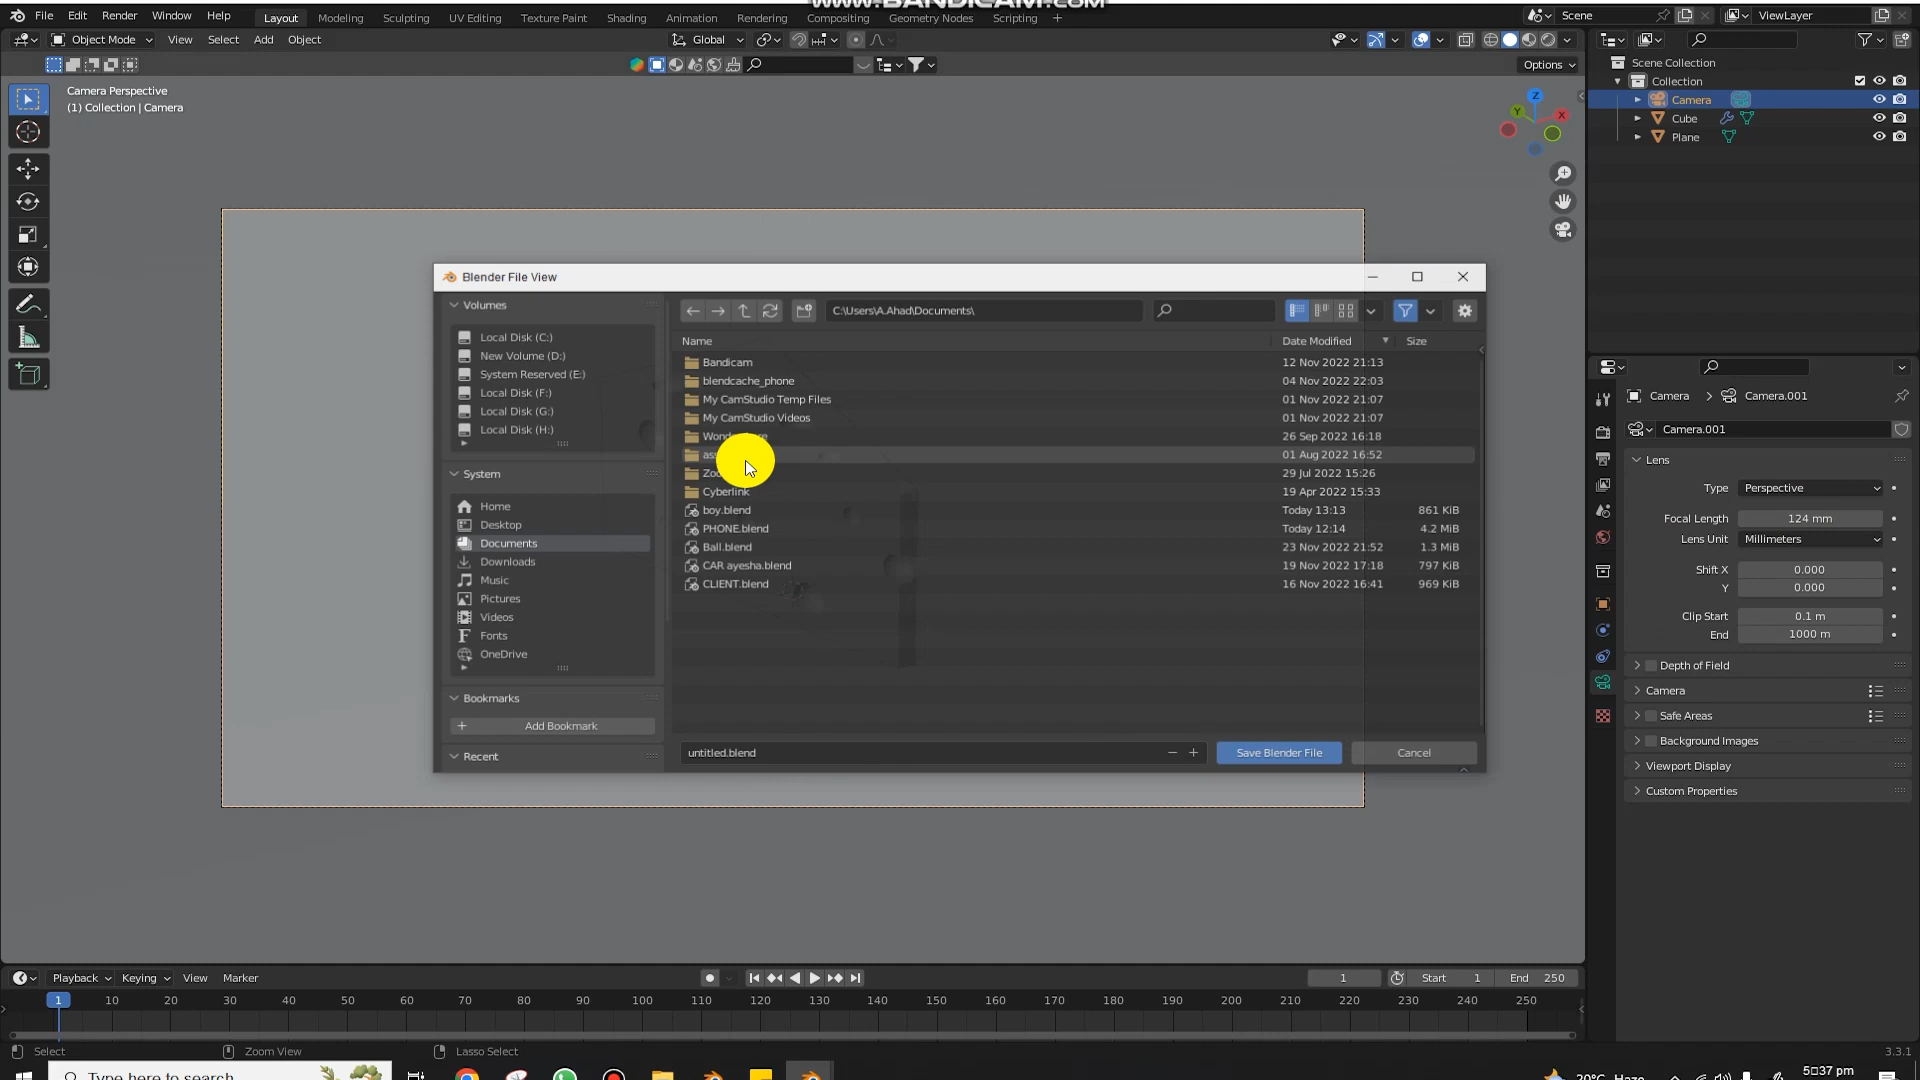 www.BANDICAM.com
File Edit Render Window Help
Layout Modeling Sculpting UV Editing Texture Paint Shading Animation Rendering Compositing Geometry Nodes Scripting +
Scene
ViewLayer
Object Mode View Select Add Object
Global
Options
Camera Perspective
(1) Collection | Camera
Z
Y
X
Scene Collection
Collection
Camera
Cube
Plane
Blender File View
Volumes
Local Disk (C:)
New Volume (D:)
System Reserved (E:)
Local Disk (F:)
Local Disk (G:)
Local Disk (H:)
System
Home
Desktop
Documents
Downloads
Music
Pictures
Videos
Fonts
OneDrive
Bookmarks
Add Bookmark
Recent
C:\Users\A.Ahad\Documents\
Name Date Modified Size
Bandicam 12 Nov 2022 21:13
blendcache_phone 04 Nov 2022 22:03
My CamStudio Temp Files 01 Nov 2022 21:07
My CamStudio Videos 01 Nov 2022 21:07
26 Sep 2022 16:18
01 Aug 2022 16:52
29 Jul 2022 15:26
Cyberlink 19 Apr 2022 15:33
boy.blend Today 13:13 861 KiB
PHONE.blend Today 12:14 4.2 MiB
Ball.blend 23 Nov 2022 21:52 1.3 MiB
CAR ayesha.blend 19 Nov 2022 17:18 797 KiB
CLIENT.blend 16 Nov 2022 16:41 969 KiB
untitled.blend
Save Blender File
Cancel
Camera > Camera.001
Camera.001
Lens
Type Perspective
Focal Length 124 mm
Lens Unit Millimeters
Shift X 0.000
Y 0.000
Clip Start 0.1 m
End 1000 m
Depth of Field
Camera
Safe Areas
Background Images
Viewport Display
Custom Properties
Playback Keying View Marker
1
Start 1
End 250
1 10 20 30 40 50 60 70 80 90 100 110 120 130 140 150 160 170 180 190 200 210 220 230 240 250
Select Zoom View Lasso Select
3.3.1
Type here to search
20°C Haze
5:37 pm